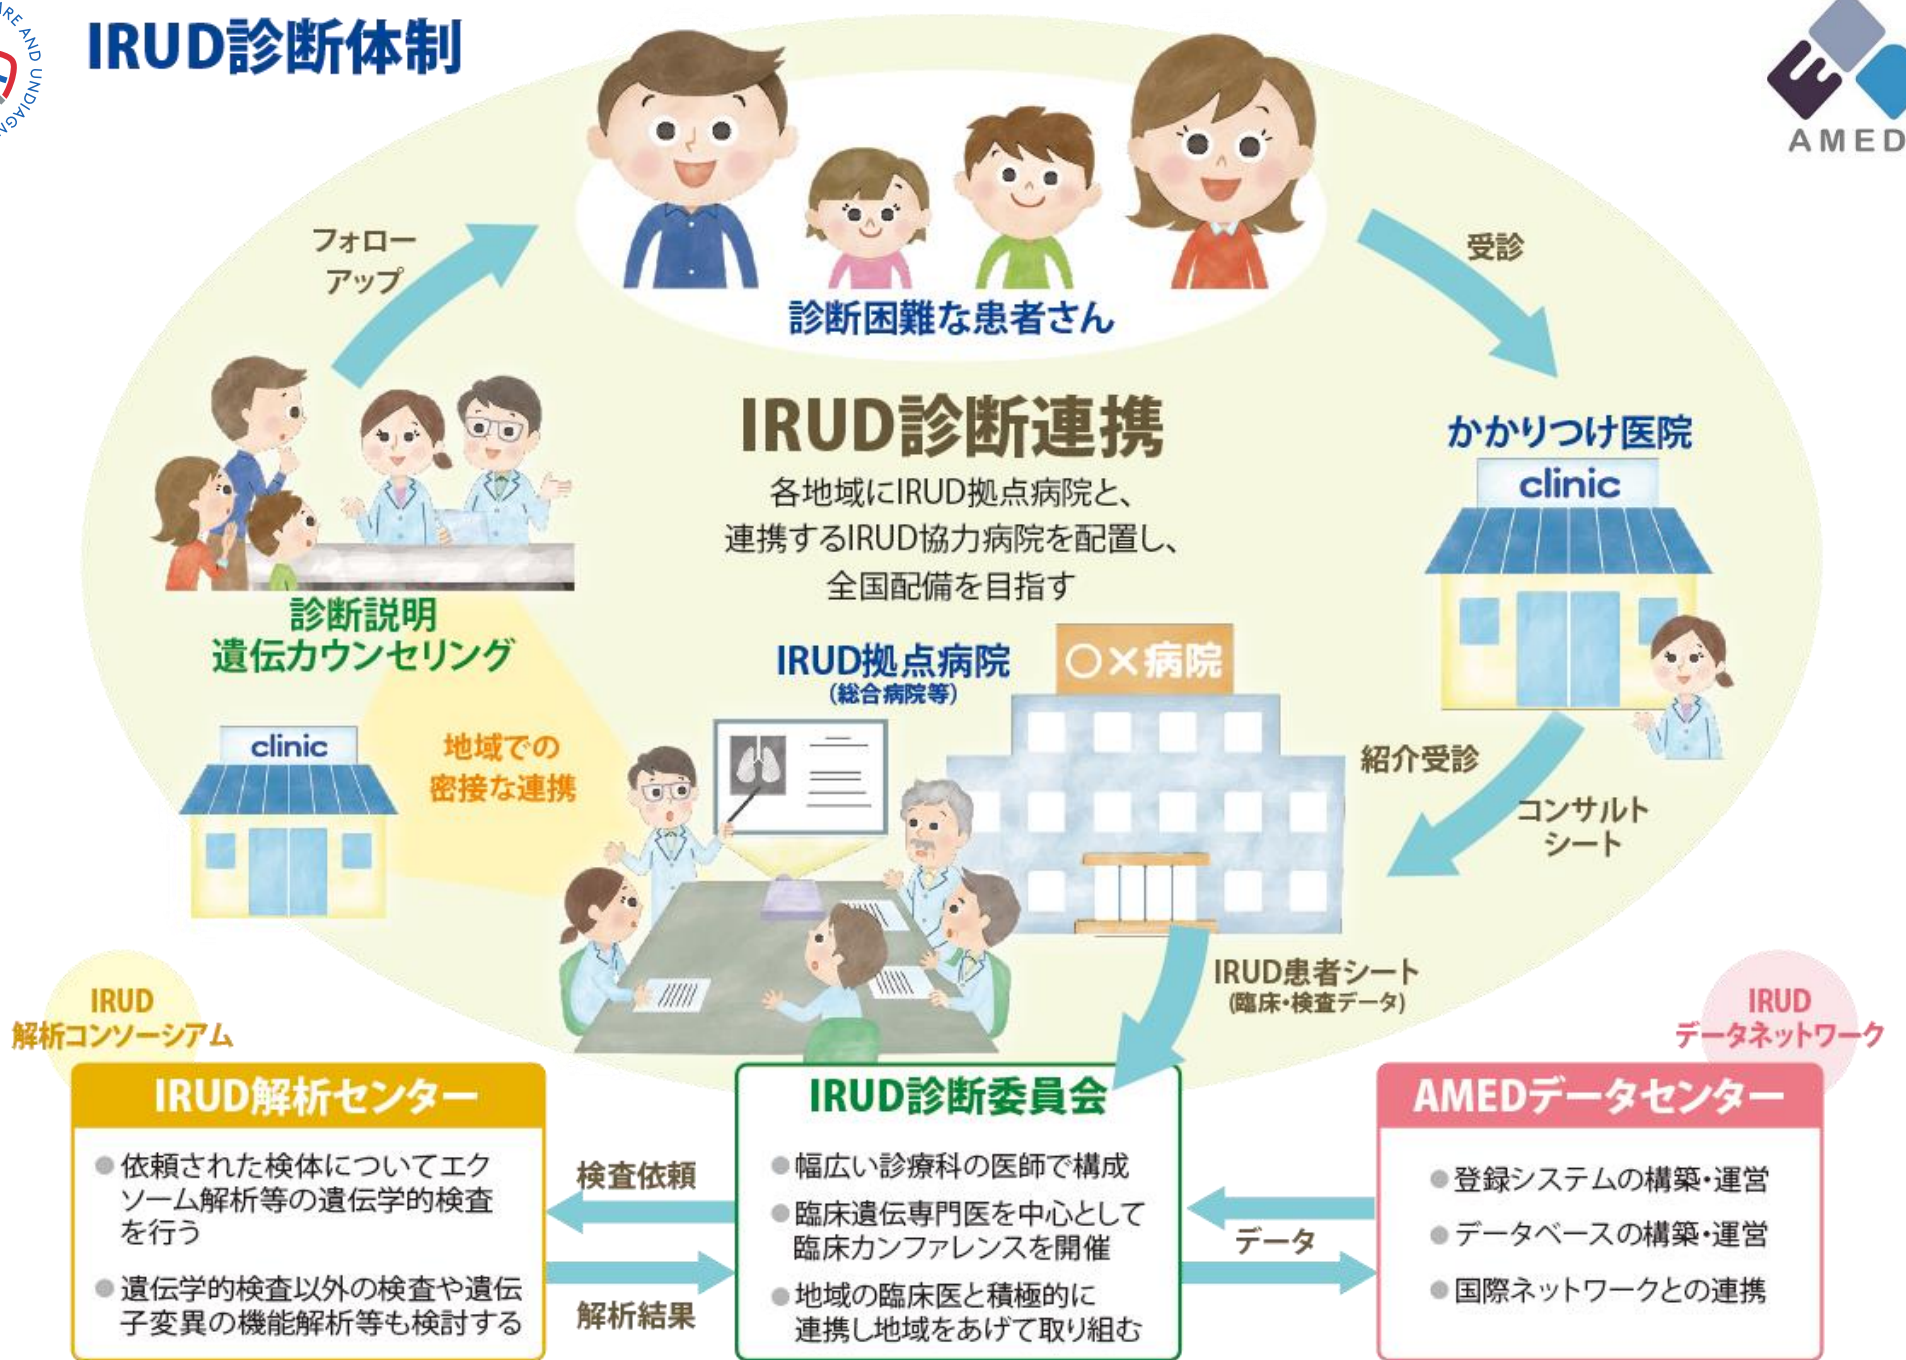 IRUD診断体制
ARE AND UNDIAGN
AMED
フォロー
アップ
受診
診断困難な患者さん
IRUD診断連携
各地域にIRUD拠点病院と、
連携するIRUD協力病院を配置し、
全国配備を目指す
かかりつけ医院
clinic
診断説明
遺伝カウンセリング
IRUD拠点病院
(総合病院等)
〇×病院
clinic
地域での
密接な連携
紹介受診
コンサルト
シート
IRUD患者シート
(臨床・検査データ)
IRUD
解析コンソーシアム
IRUD
データネットワーク
IRUD解析センター
●依頼された検体についてエク
ソーム解析等の遺伝学的検査
を行う
●遺伝学的検査以外の検査や遺伝
子変異の機能解析等も検討する
検査依頼
解析結果
IRUD診断委員会
●幅広い診療科の医師で構成
●臨床遺伝専門医を中心として
臨床カンファレンスを開催
●地域の臨床医と積極的に
連携し地域をあげて取り組む
データ
AMEDデータセンター
●登録システムの構築・運営
●データベースの構築・運営
●国際ネットワークとの連携